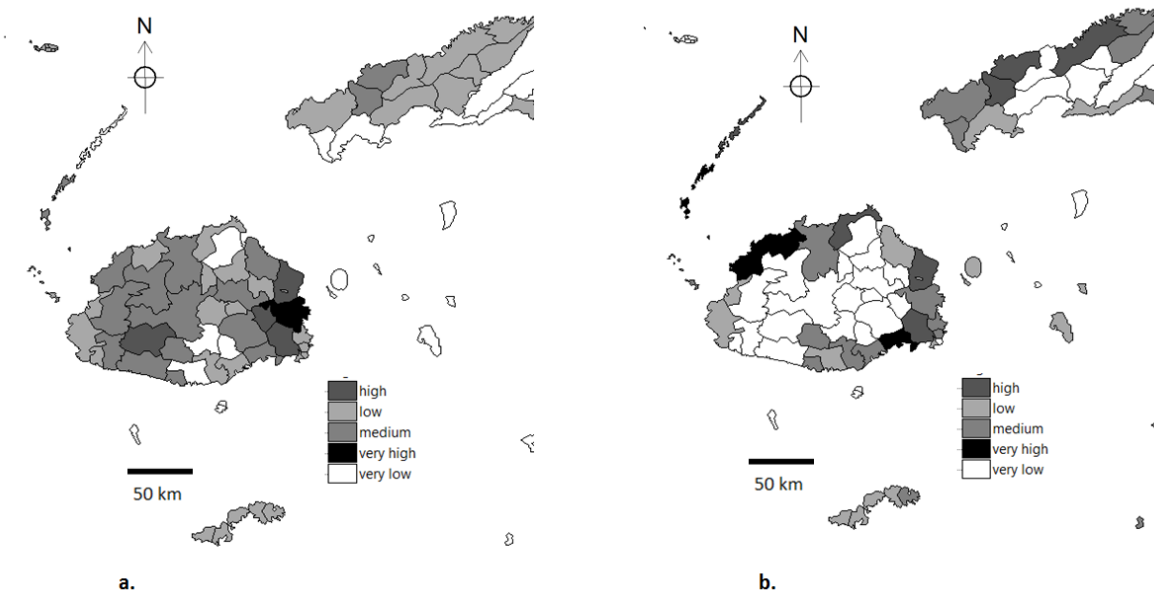 N
high
low
medium
very high
very low
50 km
a.
N
high
low
medium
very high
very low
50 km
b.